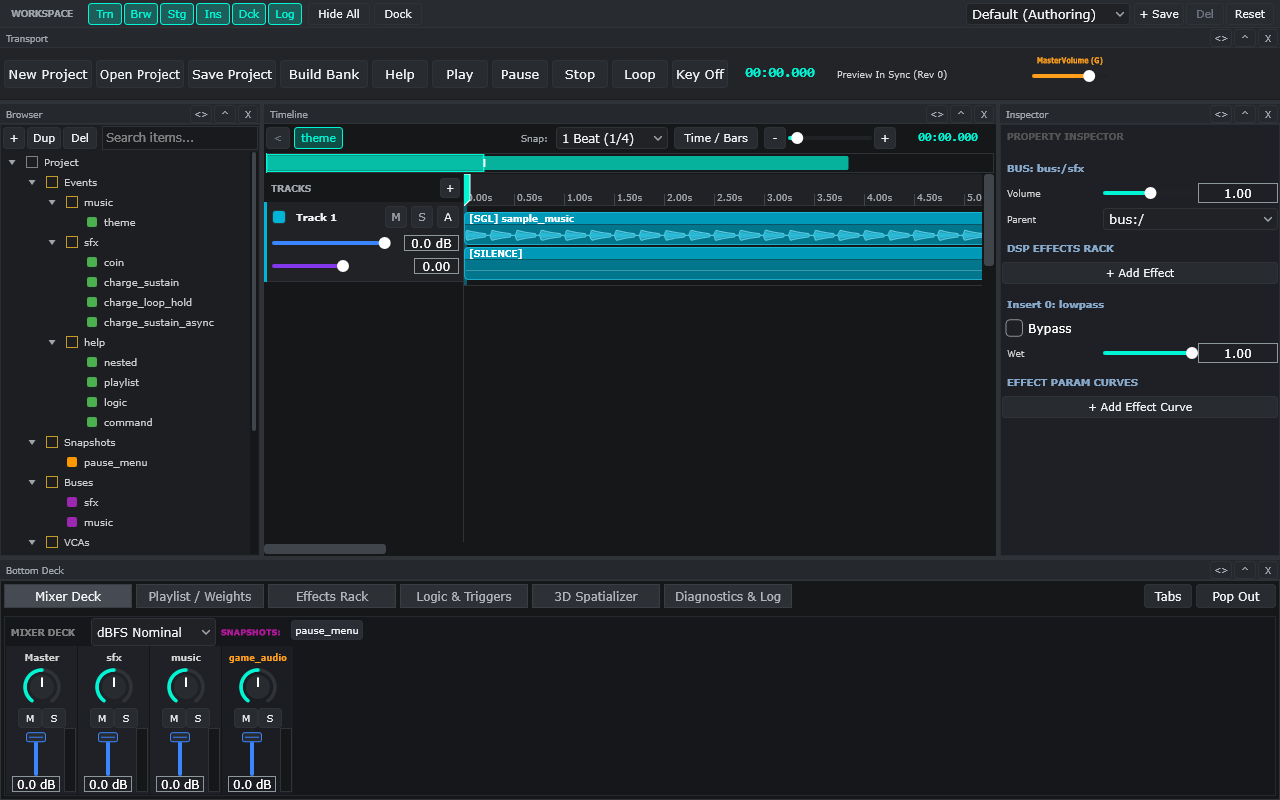 WORKSPACE Trn Brw Stg Ins Dck Log Hide All Dock Default (Authoring) + Save Del Reset
Transport <> ^ X
New Project Open Project Save Project Build Bank Help Play Pause Stop Loop Key Off 00:00.000 Preview In Sync (Rev 0) MasterVolume (G)
Browser <> ^ X
+ Dup Del Search items...
Project
Events
music
theme
sfx
coin
charge_sustain
charge_loop_hold
charge_sustain_async
help
nested
playlist
logic
command
Snapshots
pause_menu
Buses
sfx
music
VCAs
Timeline <> ^ X
< theme Snap: 1 Beat (1/4) Time / Bars - + 00:00.000
TRACKS + 0.00s 0.50s 1.00s 1.50s 2.00s 2.50s 3.00s 3.50s 4.00s 4.50s 5.0
Track 1 M S A
[SGL] sample_music
0.0 dB
[SILENCE]
0.00
Inspector <> ^ X
PROPERTY INSPECTOR
BUS: bus:/sfx
Volume 1.00
Parent bus:/
DSP EFFECTS RACK
+ Add Effect
Insert 0: lowpass
Bypass
Wet 1.00
EFFECT PARAM CURVES
+ Add Effect Curve
Bottom Deck <> ^ X
Mixer Deck Playlist / Weights Effects Rack Logic & Triggers 3D Spatializer Diagnostics & Log Tabs Pop Out
MIXER DECK dBFS Nominal SNAPSHOTS: pause_menu
Master sfx music game_audio
M S M S M S M S
0.0 dB 0.0 dB 0.0 dB 0.0 dB